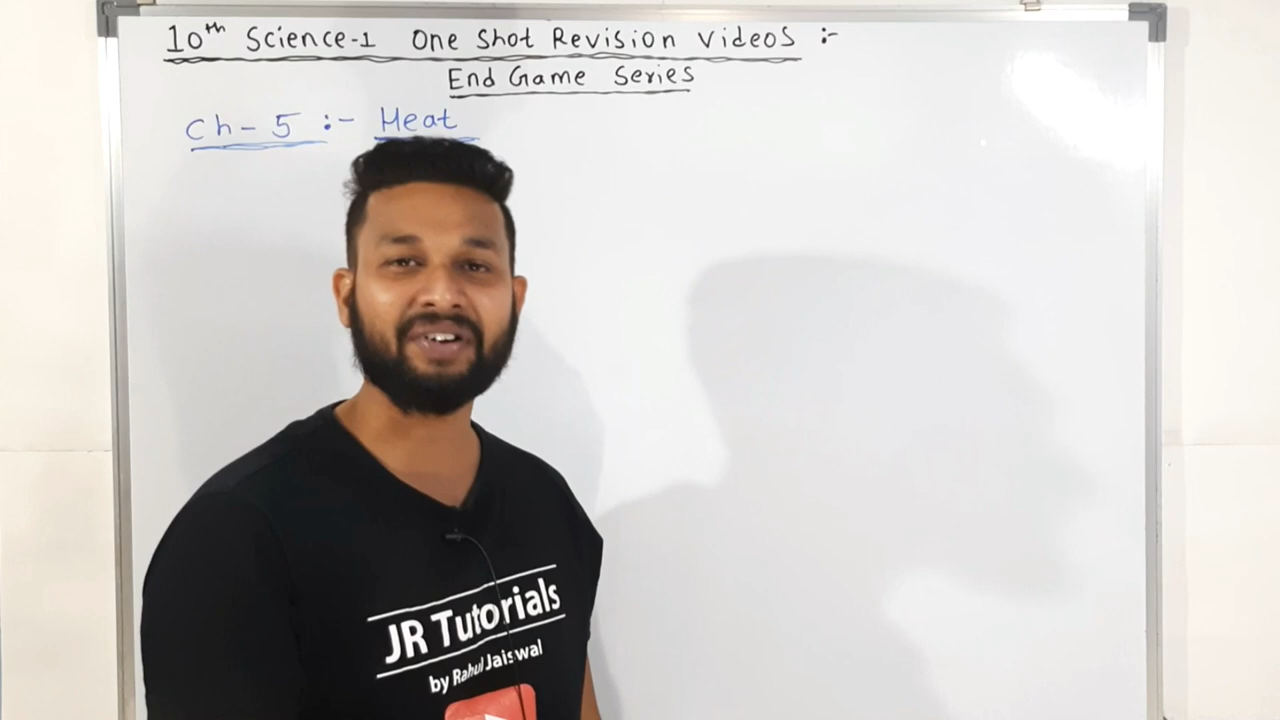 10th Science-1 One Shot Revision Videos :-
End Game Series
Ch - 5 :- Heat
JR Tutorials
by Rahul Jaiswal